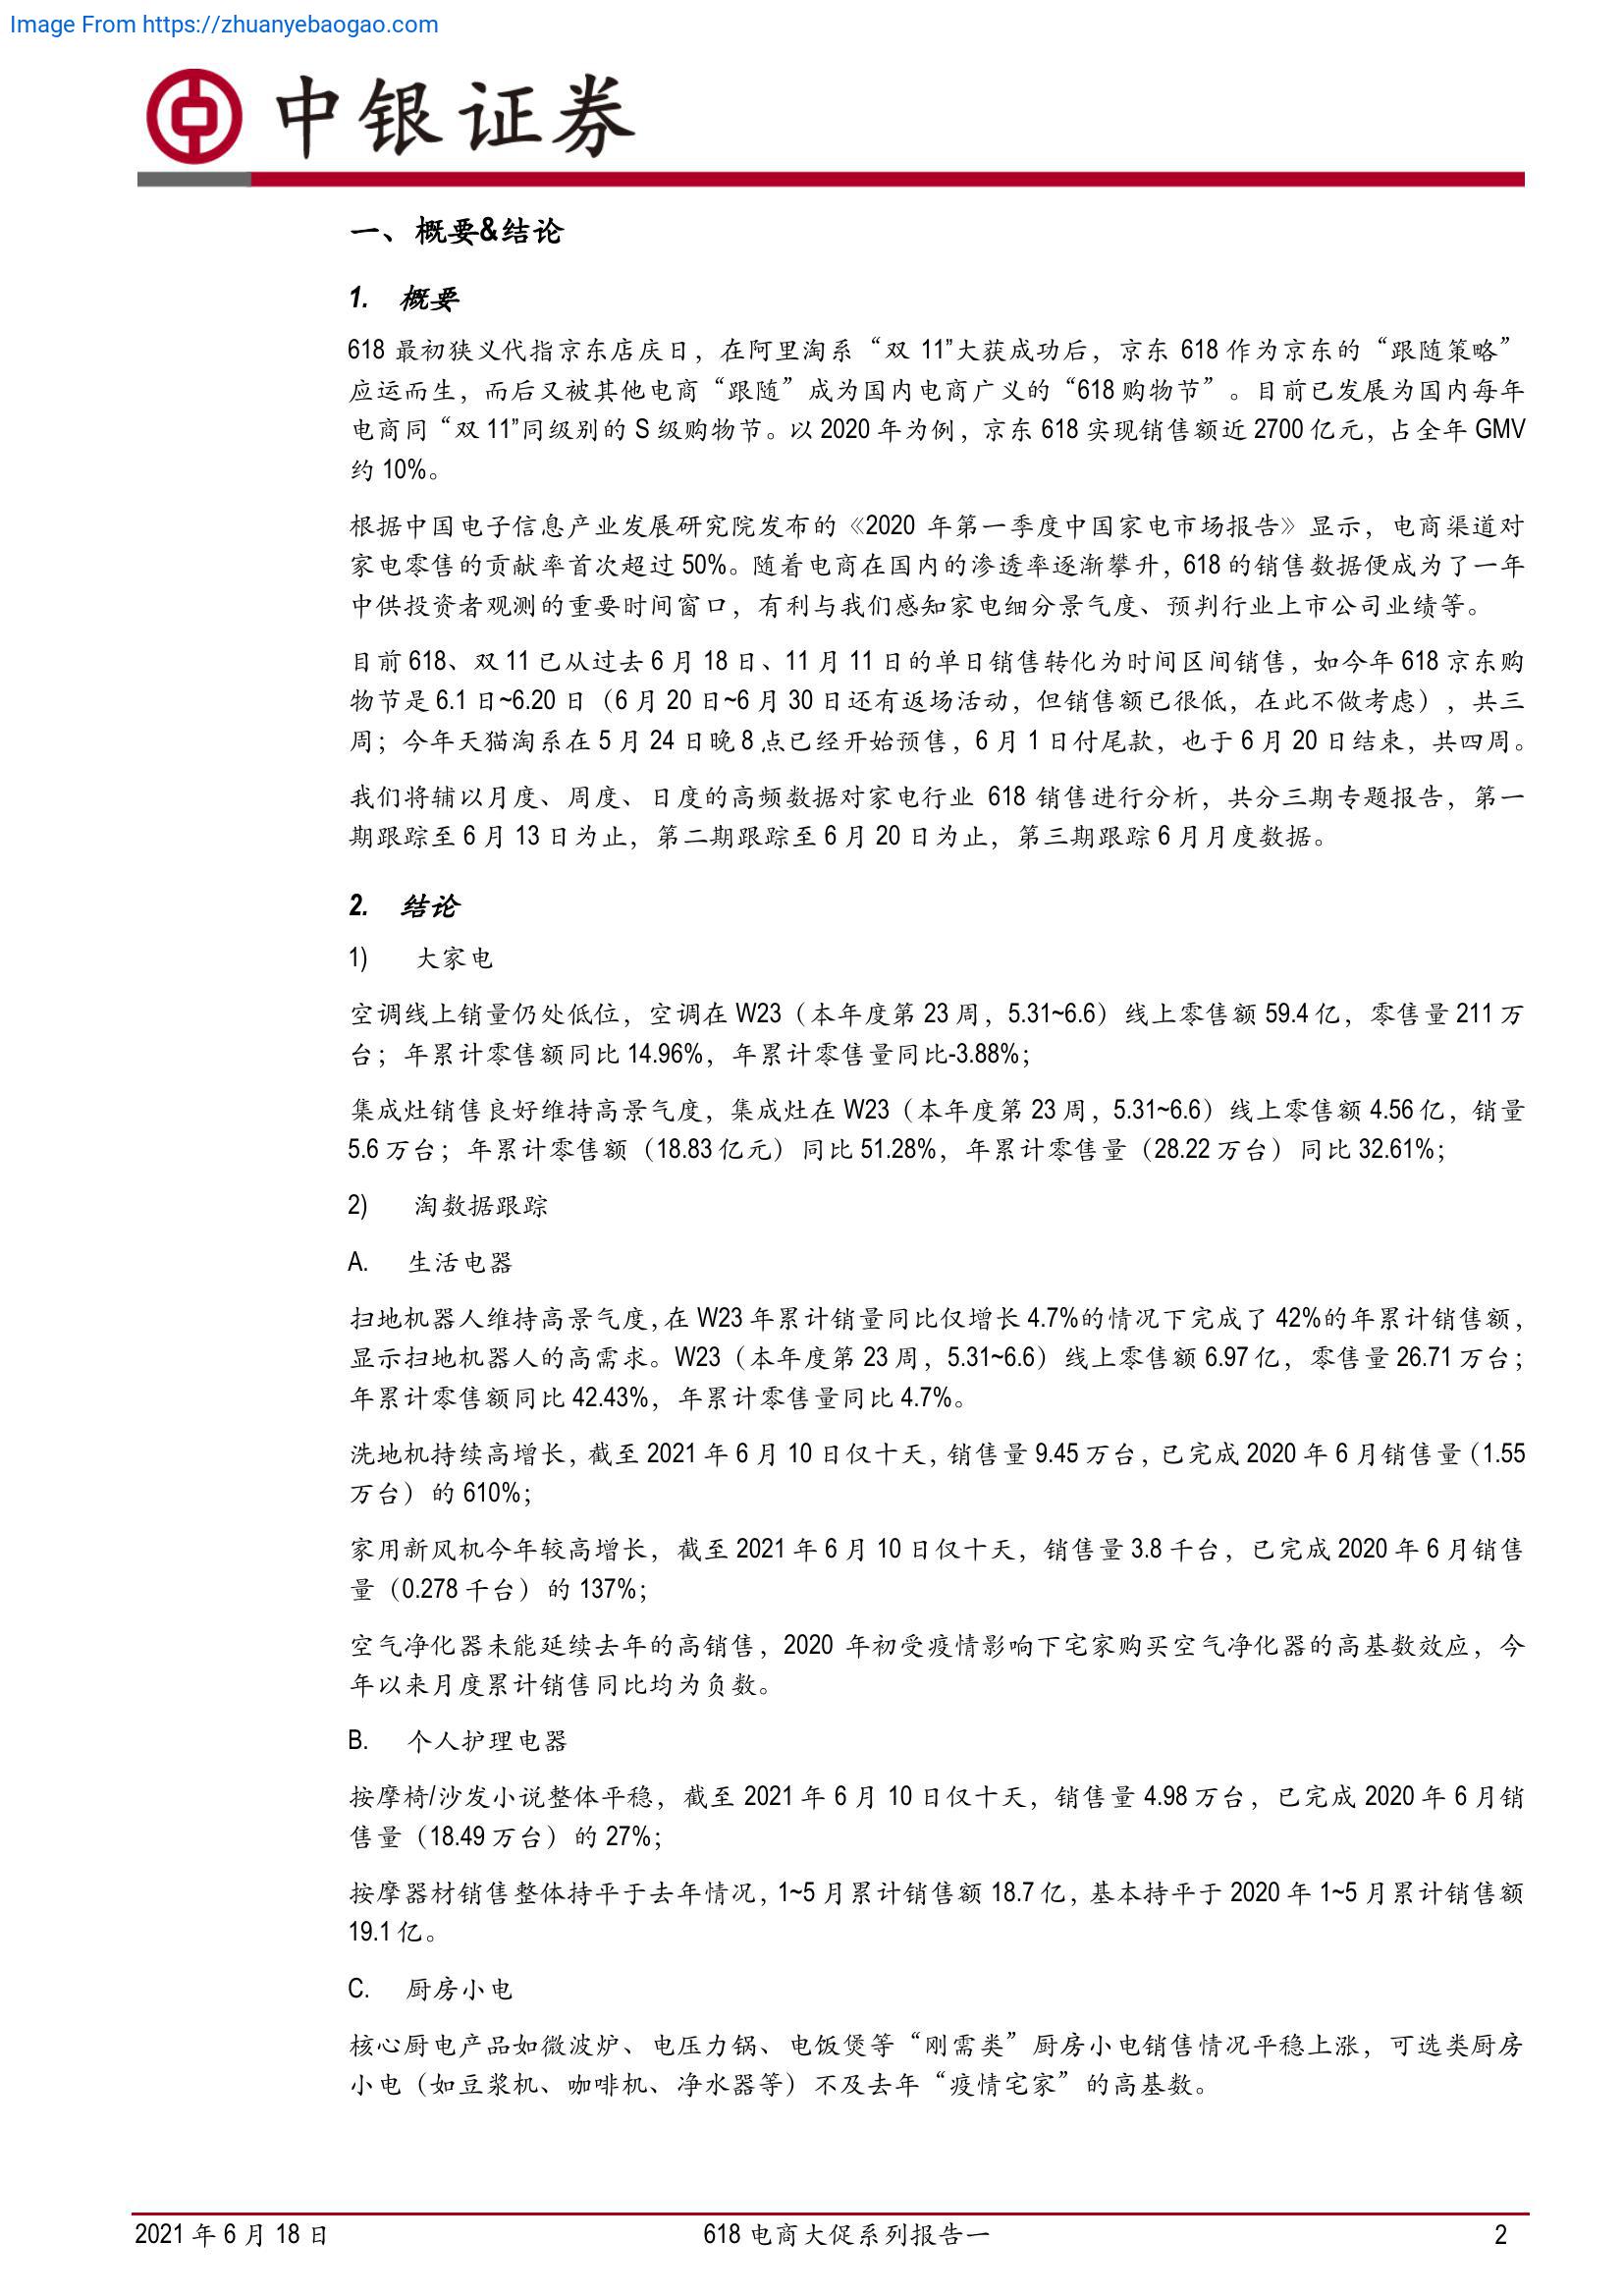 Image From https://zhuanyebaogao.com
中银证券
一、概要&结论
1. 概要
618 最初狭义代指京东店庆日，在阿里淘系“双 11”大获成功后，京东 618 作为京东的“跟随策略”
应运而生，而后又被其他电商“跟随”成为国内电商广义的“618 购物节”。目前已发展为国内每年
电商同“双 11”同级别的 S 级购物节。以 2020 年为例，京东 618 实现销售额近 2700 亿元，占全年 GMV
约 10%。
根据中国电子信息产业发展研究院发布的《2020 年第一季度中国家电市场报告》显示，电商渠道对
家电零售的贡献率首次超过 50%。随着电商在国内的渗透率逐渐攀升，618 的销售数据便成为了一年
中供投资者观测的重要时间窗口，有利与我们感知家电细分景气度、预判行业上市公司业绩等。
目前 618、双 11 已从过去 6 月 18 日、11 月 11 日的单日销售转化为时间区间销售，如今年 618 京东购
物节是 6.1 日~6.20 日（6 月 20 日~6 月 30 日还有返场活动，但销售额已很低，在此不做考虑），共三
周；今年天猫淘系在 5 月 24 日晚 8 点已经开始预售，6 月 1 日付尾款，也于 6 月 20 日结束，共四周。
我们将辅以月度、周度、日度的高频数据对家电行业 618 销售进行分析，共分三期专题报告，第一
期跟踪至 6 月 13 日为止，第二期跟踪至 6 月 20 日为止，第三期跟踪 6 月月度数据。
2. 结论
1) 大家电
空调线上销量仍处低位，空调在 W23（本年度第 23 周，5.31~6.6）线上零售额 59.4 亿，零售量 211 万
台；年累计零售额同比 14.96%，年累计零售量同比-3.88%；
集成灶销售良好维持高景气度，集成灶在 W23（本年度第 23 周，5.31~6.6）线上零售额 4.56 亿，销量
5.6 万台；年累计零售额（18.83 亿元）同比 51.28%，年累计零售量（28.22 万台）同比 32.61%；
2) 淘数据跟踪
A. 生活电器
扫地机器人维持高景气度，在 W23 年累计销量同比仅增长 4.7%的情况下完成了 42%的年累计销售额，
显示扫地机器人的高需求。W23（本年度第 23 周，5.31~6.6）线上零售额 6.97 亿，零售量 26.71 万台；
年累计零售额同比 42.43%，年累计零售量同比 4.7%。
洗地机持续高增长，截至 2021 年 6 月 10 日仅十天，销售量 9.45 万台，已完成 2020 年 6 月销售量（1.55
万台）的 610%；
家用新风机今年较高增长，截至 2021 年 6 月 10 日仅十天，销售量 3.8 千台，已完成 2020 年 6 月销售
量（0.278 千台）的 137%；
空气净化器未能延续去年的高销售，2020 年初受疫情影响下宅家购买空气净化器的高基数效应，今
年以来月度累计销售同比均为负数。
B. 个人护理电器
按摩椅/沙发小说整体平稳，截至 2021 年 6 月 10 日仅十天，销售量 4.98 万台，已完成 2020 年 6 月销
售量（18.49 万台）的 27%；
按摩器材销售整体持平于去年情况，1~5 月累计销售额 18.7 亿，基本持平于 2020 年 1~5 月累计销售额
19.1 亿。
C. 厨房小电
核心厨电产品如微波炉、电压力锅、电饭煲等“刚需类”厨房小电销售情况平稳上涨，可选类厨房
小电（如豆浆机、咖啡机、净水器等）不及去年“疫情宅家”的高基数。
2021 年 6 月 18 日 618 电商大促系列报告一 2